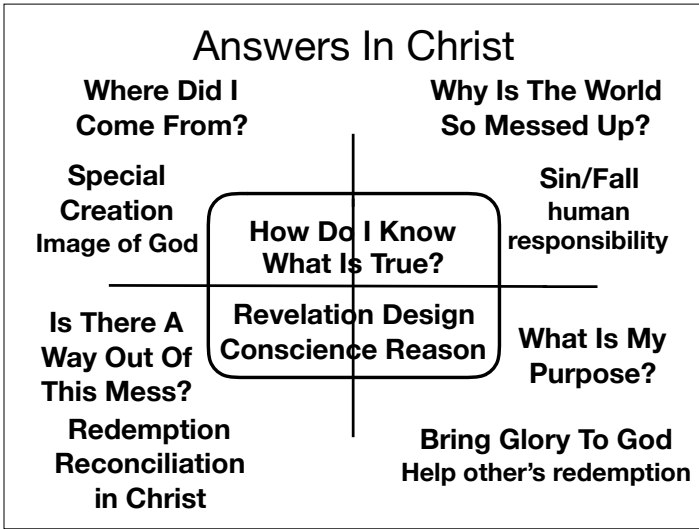 Answers In Christ
Where Did I
Come From?
Special
Creation
Image of God
Why Is The World
So Messed Up?
Sin/Fall
human
responsibility
How Do I Know
What Is True?
Revelation Design
Conscience Reason
Is There A
Way Out Of
This Mess?
Redemption
Reconciliation
in Christ
What Is My
Purpose?
Bring Glory To God
Help other’s redemption